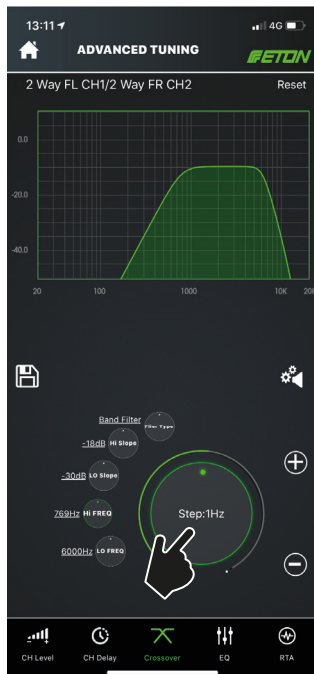 13:11
4G
ADVANCED TUNING
ETON
2 Way FL CH1/2 Way FR CH2
Reset
0.0
-20.0
-40.0
20
100
1000
10K
20K
Band Filter
Filter Type
-18dB
Hi Slope
-30dB
LO Slope
769Hz
Hi FREQ
6000Hz
LO FREQ
Step:1Hz
CH Level
CH Delay
Crossover
EQ
RTA